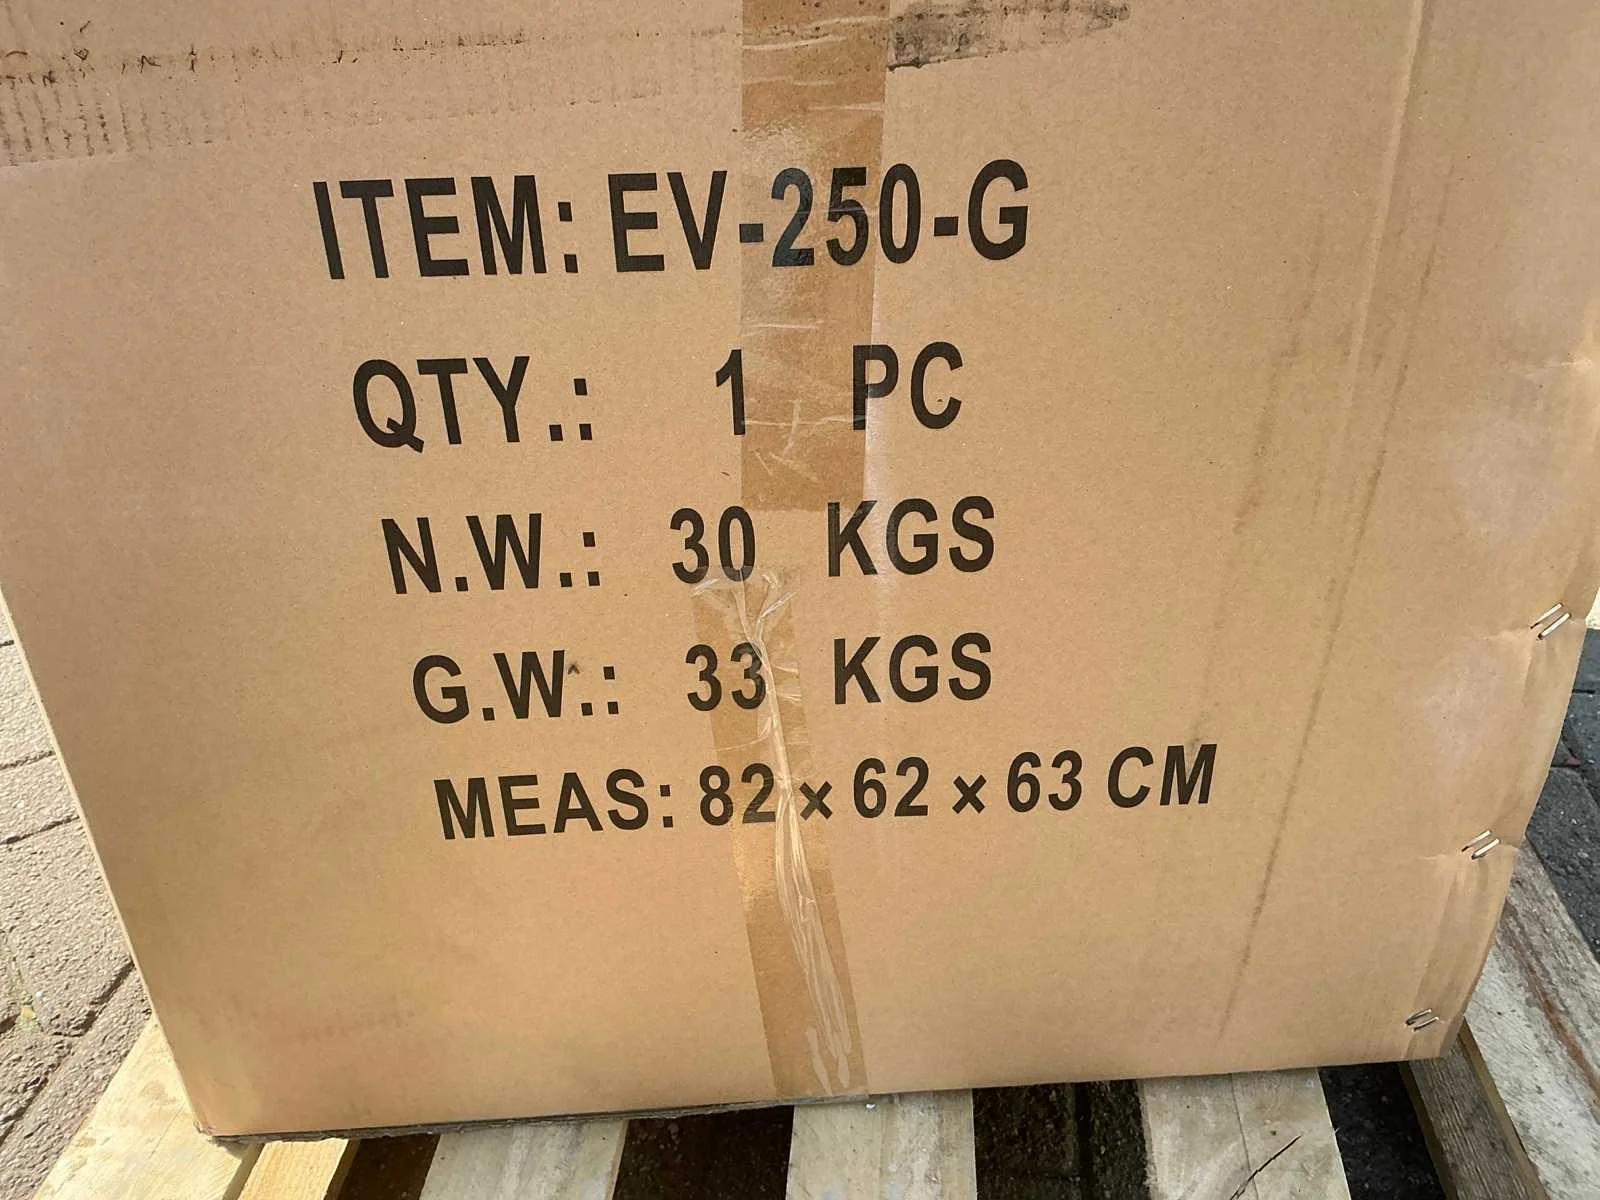 ITEM: EV-250-G
QTY.: 1 PC
N.W.: 30 KGS
G.W.: 33 KGS
MEAS: 82 × 62 × 63 CM